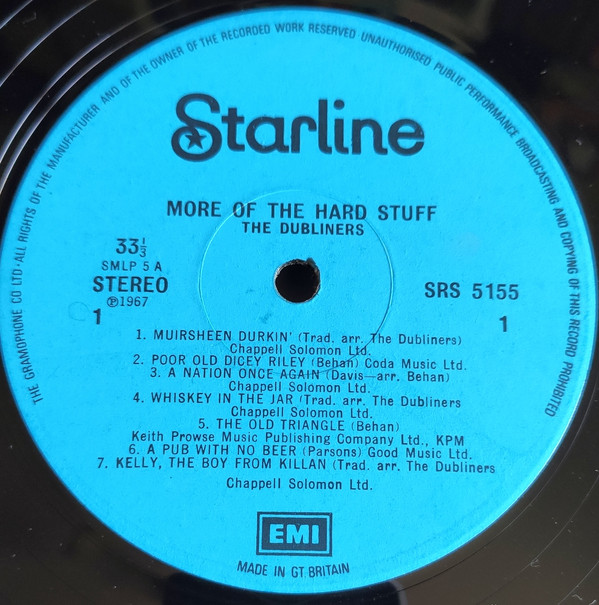 THE GRAMOPHONE CO LTD · ALL RIGHTS OF THE MANUFACTURER AND OF THE OWNER OF THE RECORDED WORK RESERVED UNAUTHORISED PUBLIC PERFORMANCE BROADCASTING AND COPYING OF THIS RECORD PROHIBITED
Starline
MORE OF THE HARD STUFF
THE DUBLINERS
33⅓
SMLP 5 A
STEREO
SRS 5155
℗1967
1
1
1. MUIRSHEEN DURKIN' (Trad. arr. The Dubliners)
Chappell Solomon Ltd.
2. POOR OLD DICEY RILEY (Behan) Coda Music Ltd.
3. A NATION ONCE AGAIN (Davis—arr. Behan)
Chappell Solomon Ltd.
4. WHISKEY IN THE JAR (Trad. arr. The Dubliners
Chappell Solomon Ltd.
5. THE OLD TRIANGLE (Behan)
Keith Prowse Music Publishing Company Ltd., KPM
6. A PUB WITH NO BEER (Parsons) Good Music Ltd.
7. KELLY, THE BOY FROM KILLAN (Trad. arr. The Dubliners
Chappell Solomon Ltd.
EMI
MADE IN GT. BRITAIN